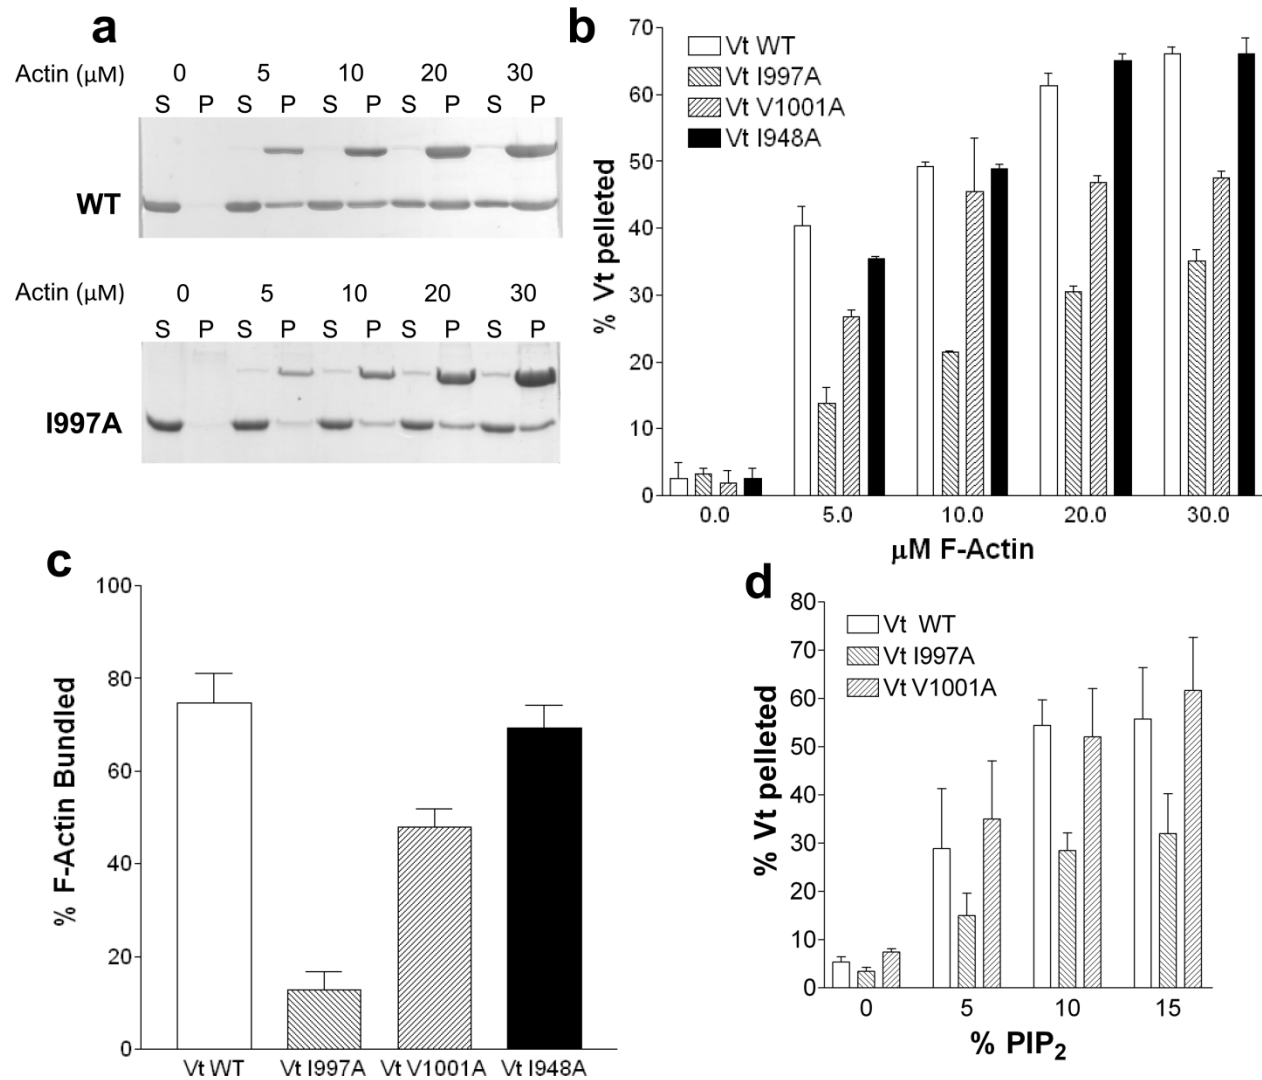 a
Actin (μM) 0 5 10 20 30
S P S P S P S P S P
WT
Actin (μM) 0 5 10 20 30
S P S P S P S P S P
I997A
b
Vt WT
Vt I997A
Vt V1001A
Vt I948A
70
60
50
40
30
20
10
0
% Vt pelleted
0.0 5.0 10.0 20.0 30.0
μM F-Actin
c
100
80
60
40
20
0
% F-Actin Bundled
Vt WT Vt I997A Vt V1001A Vt I948A
d
Vt WT
Vt I997A
Vt V1001A
80
70
60
50
40
30
20
10
0
% Vt pelleted
0 5 10 15
% PIP₂